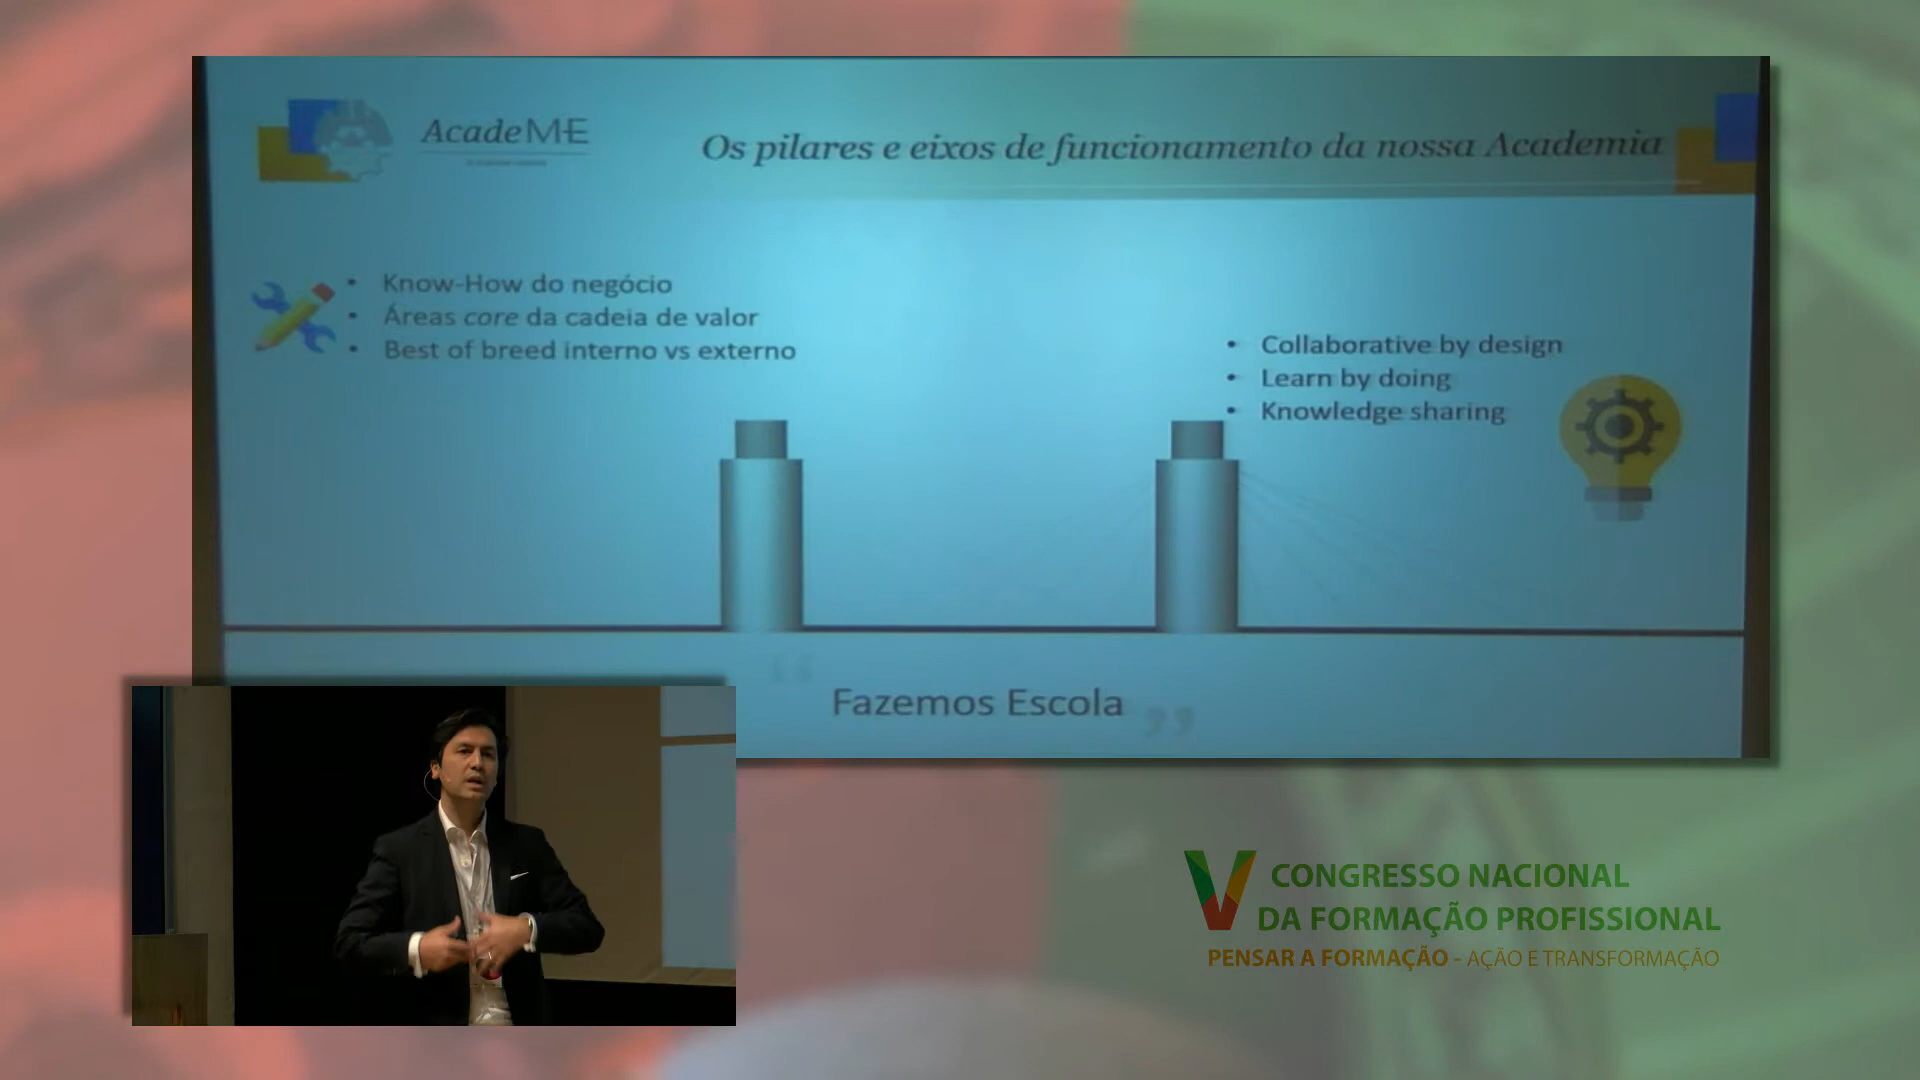 AcadeME
Os pilares e eixos de funcionamento da nossa Academia
• Know-How do negócio
• Áreas core da cadeia de valor
• Best of breed interno vs externo
• Collaborative by design
• Learn by doing
• Knowledge sharing
“ Fazemos Escola ”
V CONGRESSO NACIONAL
DA FORMAÇÃO PROFISSIONAL
PENSAR A FORMAÇÃO - AÇÃO E TRANSFORMAÇÃO